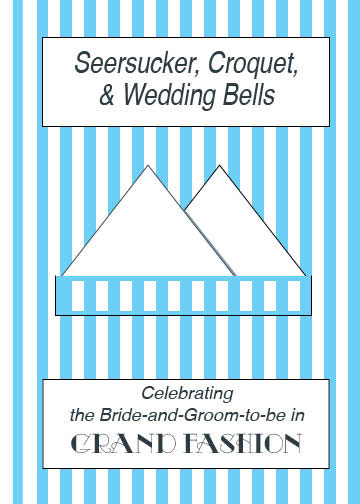 Seersucker, Croquet,
& Wedding Bells
Celebrating
the Bride-and-Groom-to-be in
GRAND FASHION